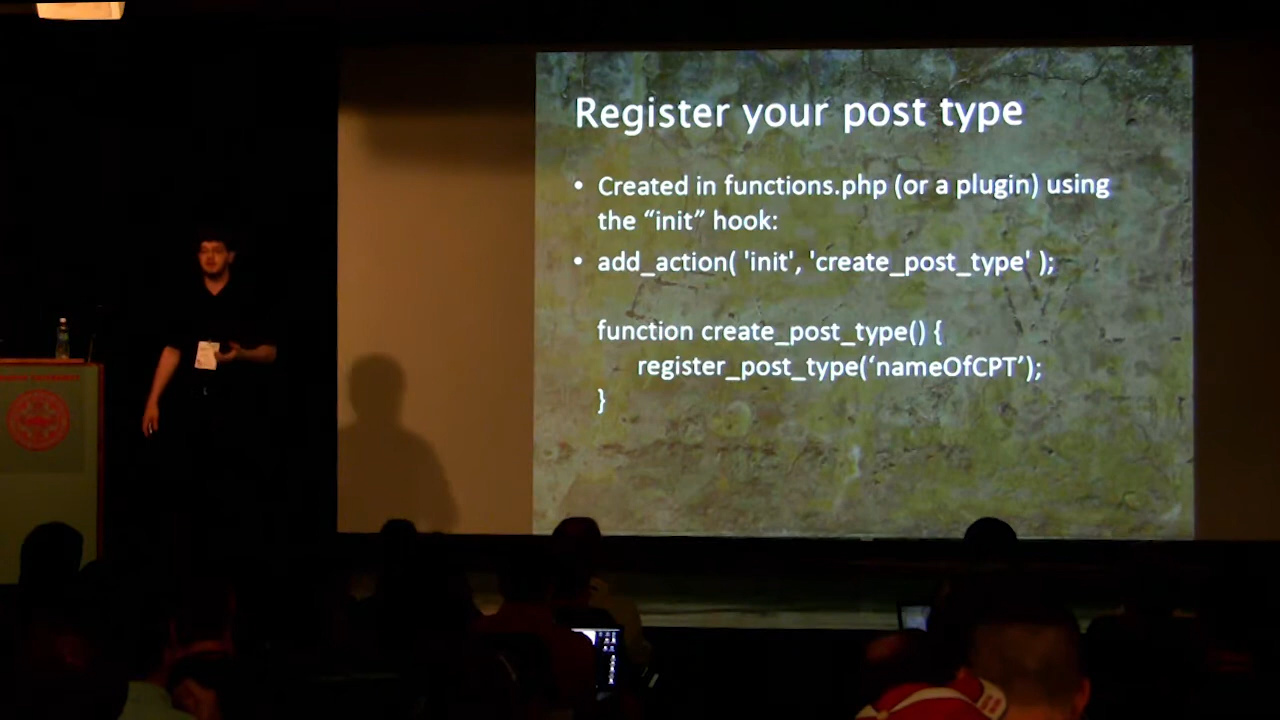 Register your post type
• Created in functions.php (or a plugin) using
the “init” hook:
• add_action( 'init', 'create_post_type' );
function create_post_type() {
register_post_type(‘nameOfCPT’);
}